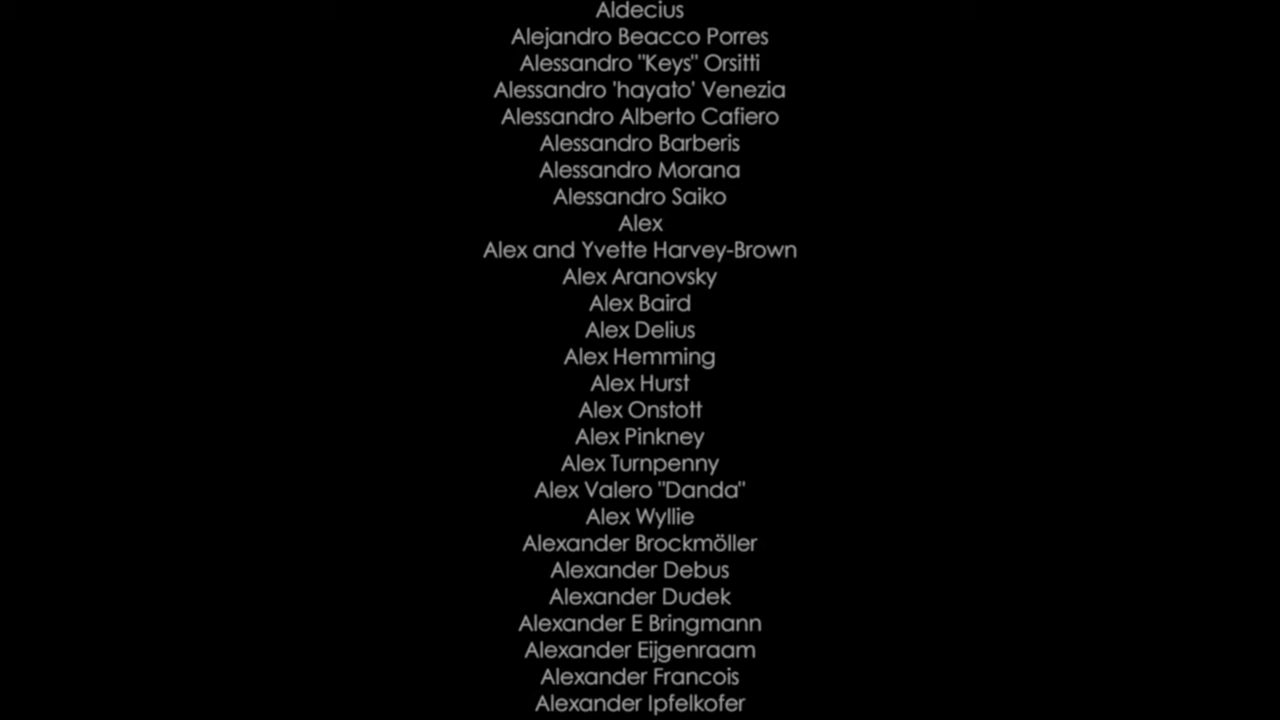 Aldecius
Alejandro Beacco Porres
Alessandro "Keys" Orsitti
Alessandro 'hayato' Venezia
Alessandro Alberto Cafiero
Alessandro Barberis
Alessandro Morana
Alessandro Saiko
Alex
Alex and Yvette Harvey-Brown
Alex Aranovsky
Alex Baird
Alex Delius
Alex Hemming
Alex Hurst
Alex Onstott
Alex Pinkney
Alex Turnpenny
Alex Valero "Danda"
Alex Wyllie
Alexander Brockmöller
Alexander Debus
Alexander Dudek
Alexander E Bringmann
Alexander Eijgenraam
Alexander Francois
Alexander Ipfelkofer